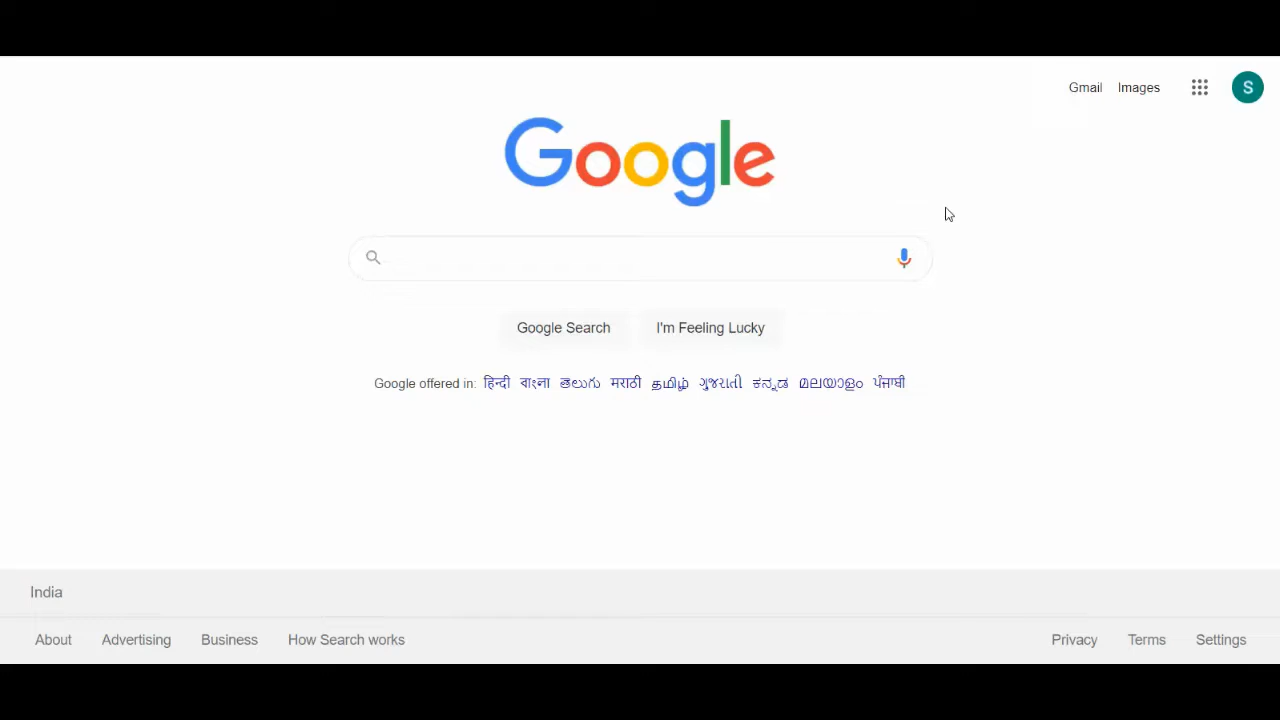 Gmail Images S
Google
Google Search I'm Feeling Lucky
Google offered in: हिन्दी বাংলা తెలుగు मराठी தமிழ் ગુજરાતી ಕನ್ನಡ മലയാളം ਪੰਜਾਬੀ
India
About Advertising Business How Search works Privacy Terms Settings